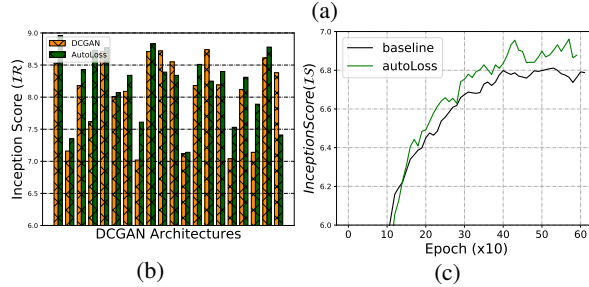 (a)
9.0
8.5
8.0
7.5
7.0
6.5
6.0
Inception Score (IR)
DCGAN
AutoLoss
DCGAN Architectures
(b)
7.0
6.8
6.6
6.4
6.2
6.0
InceptionScore(IS)
baseline
autoLoss
0 10 20 30 40 50 60
Epoch (x10)
(c)